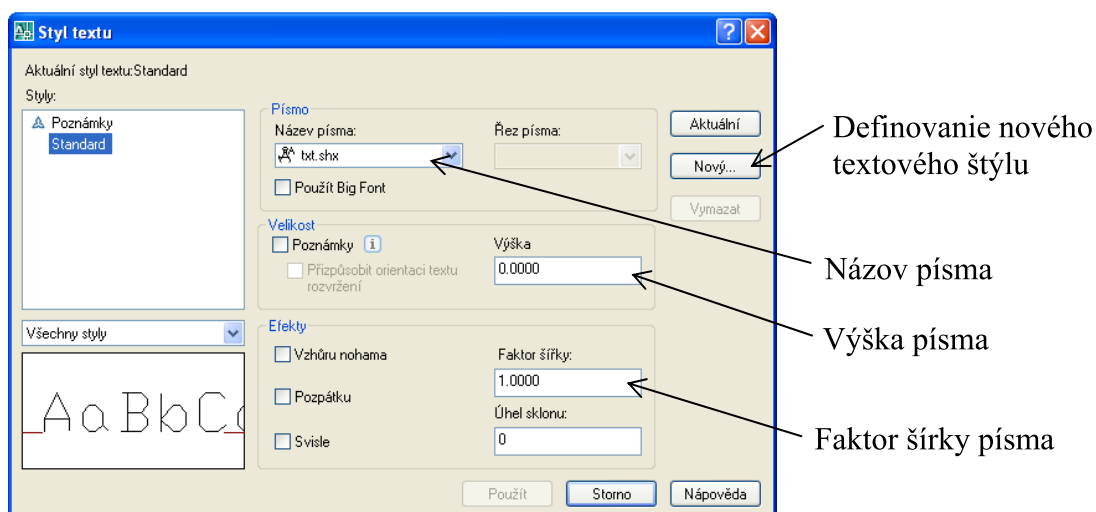 Styl textu
Aktuální styl textu:Standard
Styly:
Poznámky
Standard
Všechny styly
AaBbC
Písmo
Název písma:
Řez písma:
txt.shx
Použít Big Font
Velikost
Poznámky
Výška
Přizpůsobit orientaci textu
rozvržení
0.0000
Efekty
Vzhůru nohama
Faktor šířky:
1.0000
Pozpátku
Úhel sklonu:
Svisle
0
Aktuální
Nový...
Vymazat
Použít
Storno
Nápověda
Definovanie nového
textového štýlu
Názov písma
Výška písma
Faktor šírky písma